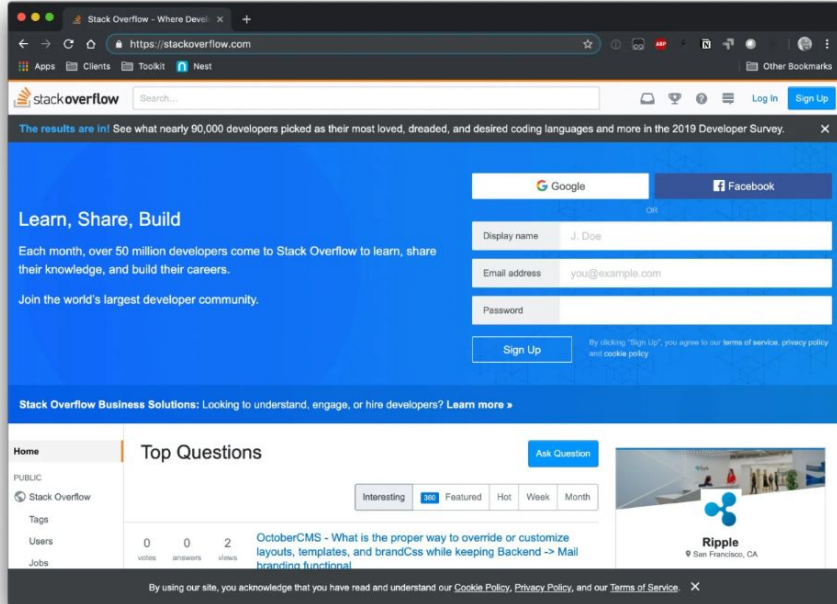 Stack Overflow - Where Devel
https://stackoverflow.com
ABP
Apps Clients Toolkit Nest Other Bookmarks
stackoverflow Search... Log In Sign Up
The results are in! See what nearly 90,000 developers picked as their most loved, dreaded, and desired coding languages and more in the 2019 Developer Survey.
Google Facebook
OR
Learn, Share, Build
Each month, over 50 million developers come to Stack Overflow to learn, share
their knowledge, and build their careers.
Join the world's largest developer community.
Display name J. Doe
Email address you@example.com
Password
Sign Up
By clicking "Sign Up", you agree to our terms of service, privacy policy
and cookie policy
Stack Overflow Business Solutions: Looking to understand, engage, or hire developers? Learn more »
Home
PUBLIC
Stack Overflow
Tags
Users
Jobs
Top Questions Ask Question
Interesting 360 Featured Hot Week Month
0 0 2
votes answers views
OctoberCMS - What is the proper way to override or customize
layouts, templates, and brandCss while keeping Backend -> Mail
branding functional
Ripple
San Francisco, CA
By using our site, you acknowledge that you have read and understand our Cookie Policy, Privacy Policy, and our Terms of Service.